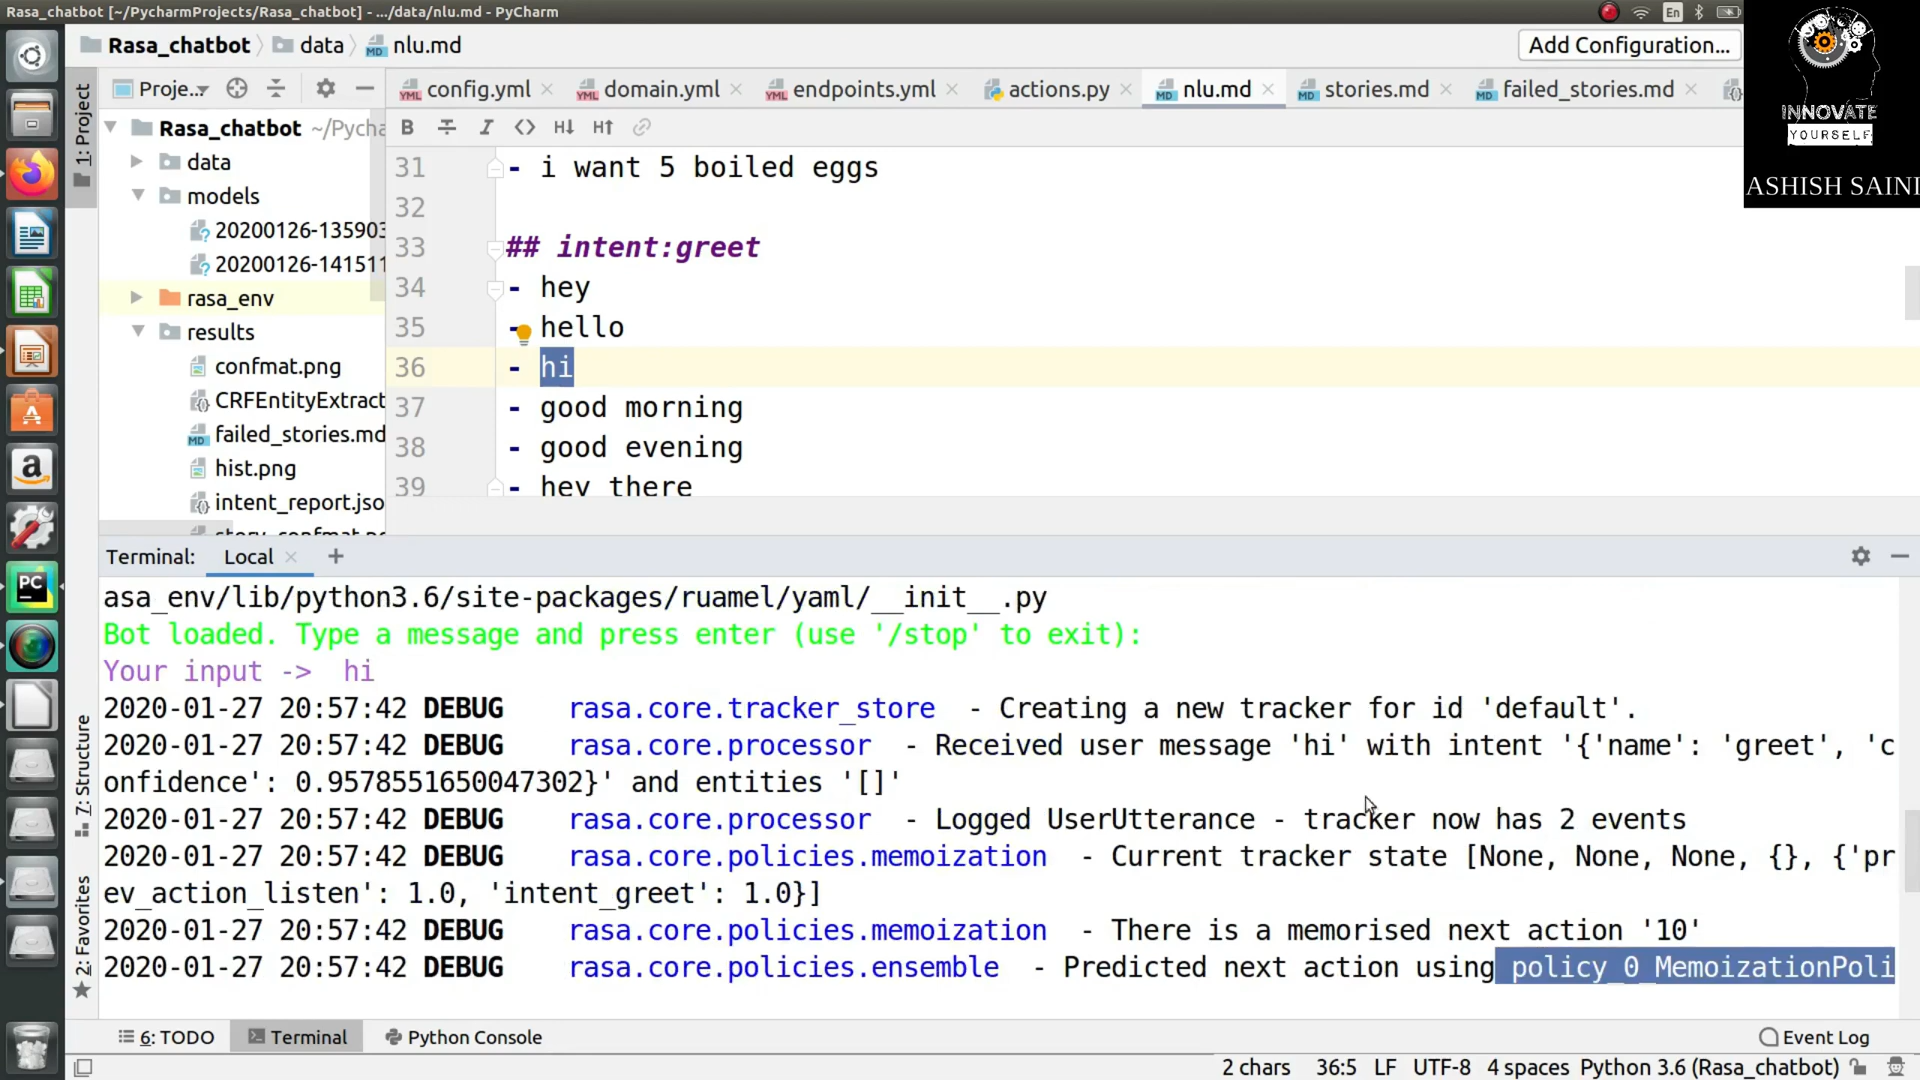 Rasa_chatbot [~/PycharmProjects/Rasa_chatbot] - .../data/nlu.md - PyCharm
En
Rasa_chatbot
data
nlu.md
Add Configuration...
INNOVATE
YOURSELF
ASHISH SAINI
1: Project
Proje..
config.yml
domain.yml
endpoints.yml
actions.py
nlu.md
stories.md
failed_stories.md
Rasa_chatbot ~/Pycha
data
models
20200126-135903
20200126-141511
rasa_env
results
confmat.png
CRFEntityExtract
failed_stories.md
hist.png
intent_report.jso
31 - i want 5 boiled eggs
32
33 ## intent:greet
34 - hey
35 - hello
36 - hi
37 - good morning
38 - good evening
39 - hey there
Terminal: Local +
asa_env/lib/python3.6/site-packages/ruamel/yaml/__init__.py
Bot loaded. Type a message and press enter (use '/stop' to exit):
Your input -> hi
2020-01-27 20:57:42 DEBUG rasa.core.tracker_store - Creating a new tracker for id 'default'.
2020-01-27 20:57:42 DEBUG rasa.core.processor - Received user message 'hi' with intent '{'name': 'greet', 'c
onfidence': 0.9578551650047302}' and entities '[]'
2020-01-27 20:57:42 DEBUG rasa.core.processor - Logged UserUtterance - tracker now has 2 events
2020-01-27 20:57:42 DEBUG rasa.core.policies.memoization - Current tracker state [None, None, None, {}, {'pr
ev_action_listen': 1.0, 'intent_greet': 1.0}]
2020-01-27 20:57:42 DEBUG rasa.core.policies.memoization - There is a memorised next action '10'
2020-01-27 20:57:42 DEBUG rasa.core.policies.ensemble - Predicted next action using policy_0_MemoizationPoli
7: Structure
2: Favorites
6: TODO
Terminal
Python Console
Event Log
2 chars 36:5 LF UTF-8 4 spaces Python 3.6 (Rasa_chatbot)